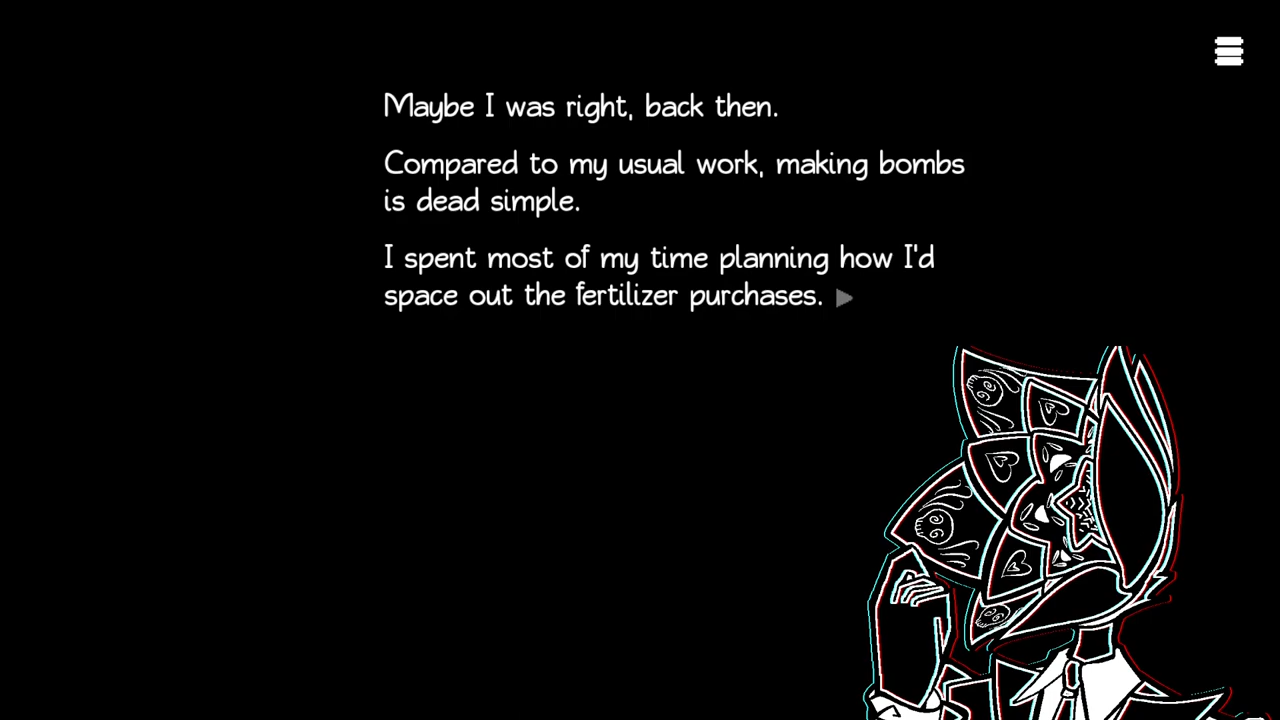 Maybe I was right, back then.
Compared to my usual work, making bombs
is dead simple.
I spent most of my time planning how I'd
space out the fertilizer purchases.